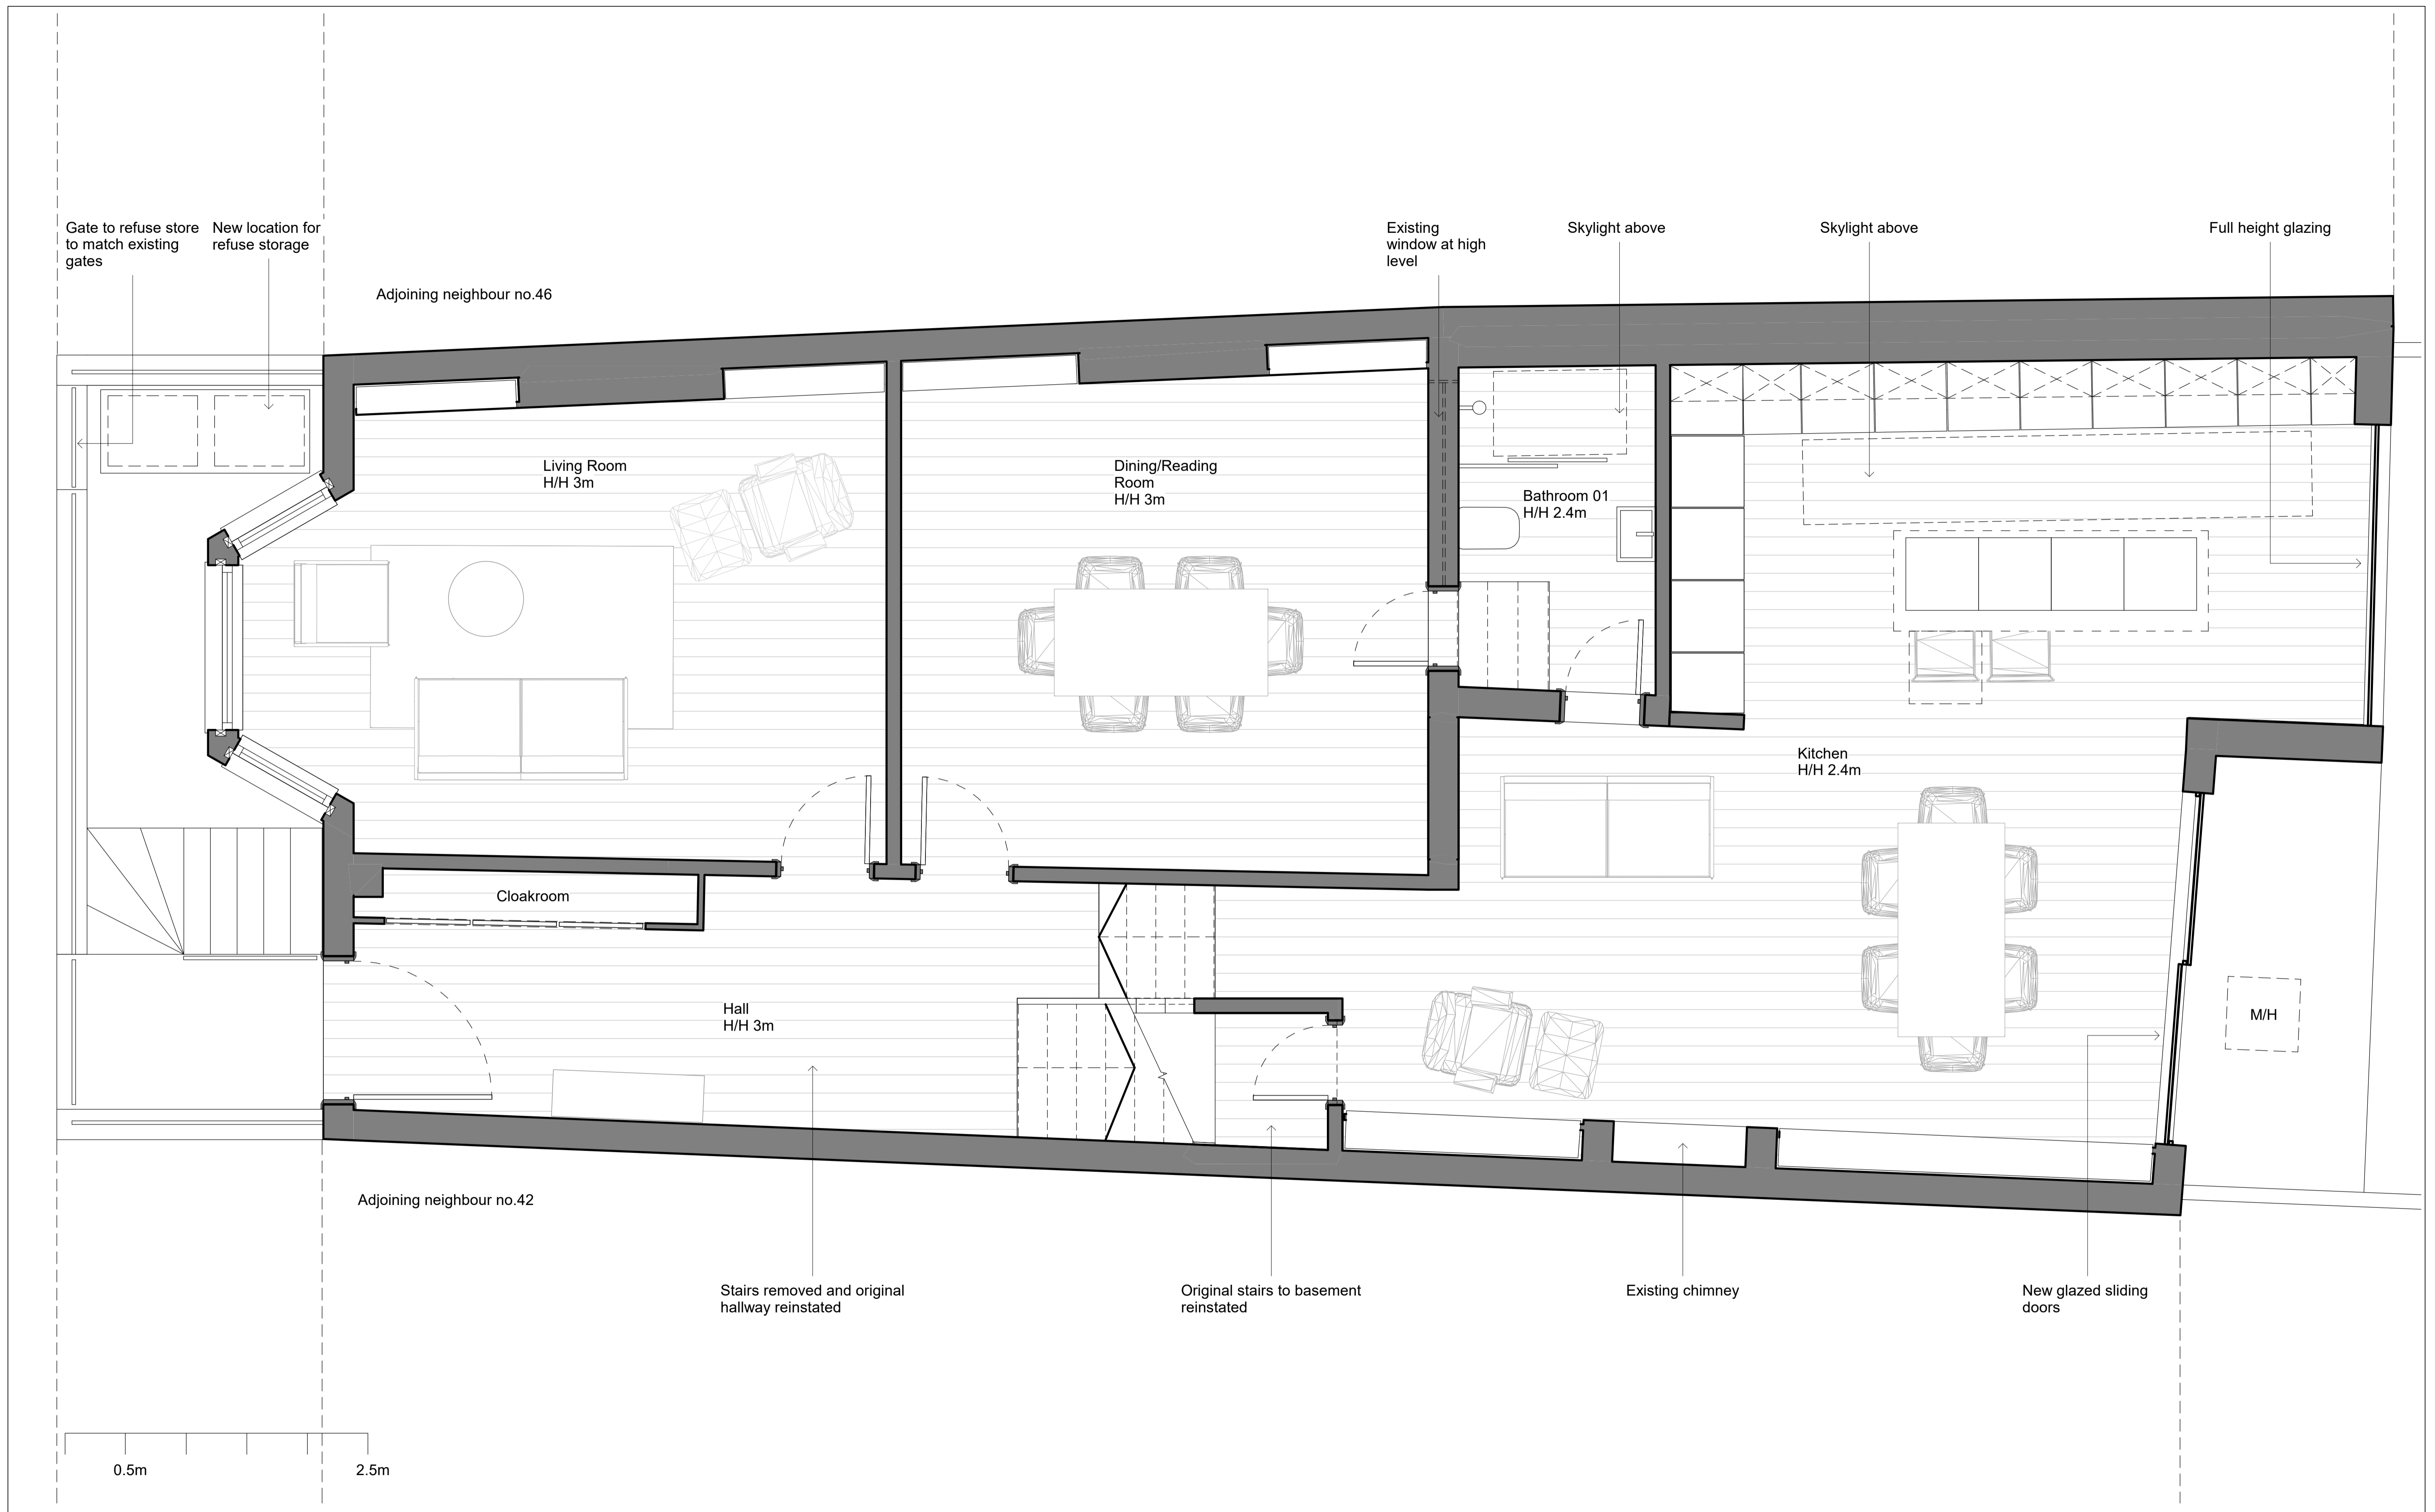 Gate to refuse store
to match existing
gates
New location for
refuse storage
Existing
window at high
level
Skylight above
Skylight above
Full height glazing
Adjoining neighbour no.46
Living Room
H/H 3m
Dining/Reading
Room
H/H 3m
Bathroom 01
H/H 2.4m
Kitchen
H/H 2.4m
Cloakroom
Hall
H/H 3m
M/H
Adjoining neighbour no.42
Stairs removed and original
hallway reinstated
Original stairs to basement
reinstated
Existing chimney
New glazed sliding
doors
0.5m
2.5m